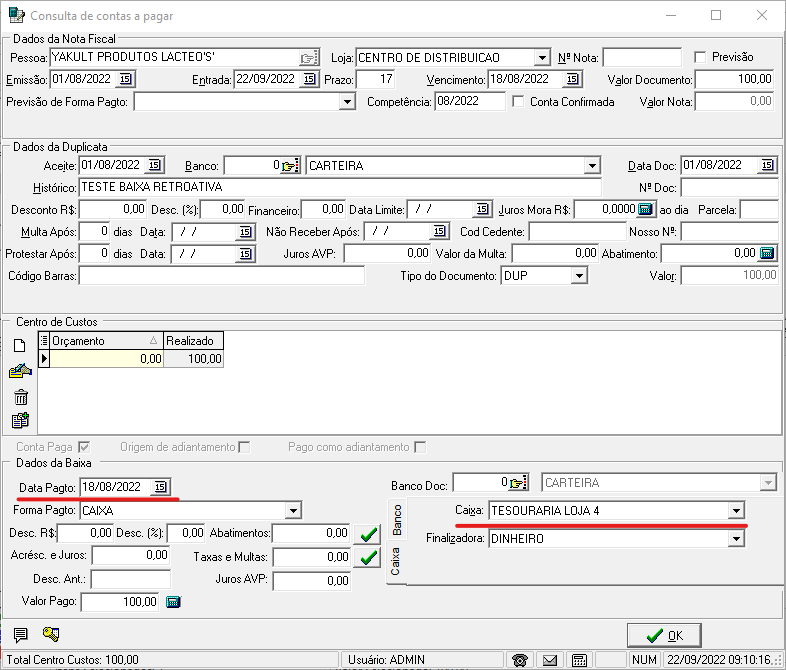 Consulta de contas a pagar
Dados da Nota Fiscal
Pessoa: YAKULT PRODUTOS LACTEO'S' Loja: CENTRO DE DISTRIBUICAO Nº Nota: Previsão
Emissão: 01/08/2022 15 Entrada: 22/09/2022 15 Prazo: 17 Vencimento: 18/08/2022 15 Valor Documento: 100,00
Previsão de Forma Pagto: Competência: 08/2022 Conta Confirmada Valor Nota: 0,00
Dados da Duplicata
Aceite: 01/08/2022 15 Banco: 0 CARTEIRA Data Doc: 01/08/2022 15
Histórico: TESTE BAIXA RETROATIVA Nº Doc:
Desconto R$: 0,00 Desc. (%): 0,00 Financeiro: 0,00 Data Limite: / / 15 Juros Mora R$: 0,0000 ao dia Parcela:
Multa Após: 0 dias Data: / / 15 Não Receber Após: / / 15 Cod Cedente: Nosso Nº:
Protestar Após: 0 dias Data: / / 15 Juros AVP: 0,00 Valor da Multa: 0,00 Abatimento: 0,00
Código Barras: Tipo do Documento: DUP Valor: 100,00
Centro de Custos
Orçamento Realizado
0,00 100,00
Conta Paga Origem de adiantamento Pago como adiantamento
Dados da Baixa
Data Pagto: 18/08/2022 15 Banco Doc: 0 CARTEIRA
Forma Pagto: CAIXA Banco Caixa: TESOURARIA LOJA 4
Desc. R$: 0,00 Desc. (%): 0,00 Abatimentos: 0,00 Finalizadora: DINHEIRO
Acrésc. e Juros: 0,00 Taxas e Multas: 0,00 Caixa
Desc. Ant.: Juros AVP: 0,00
Valor Pago: 100,00
OK
Total Centro Custos: 100,00 Usuário: ADMIN NUM 22/09/2022 09:10:16